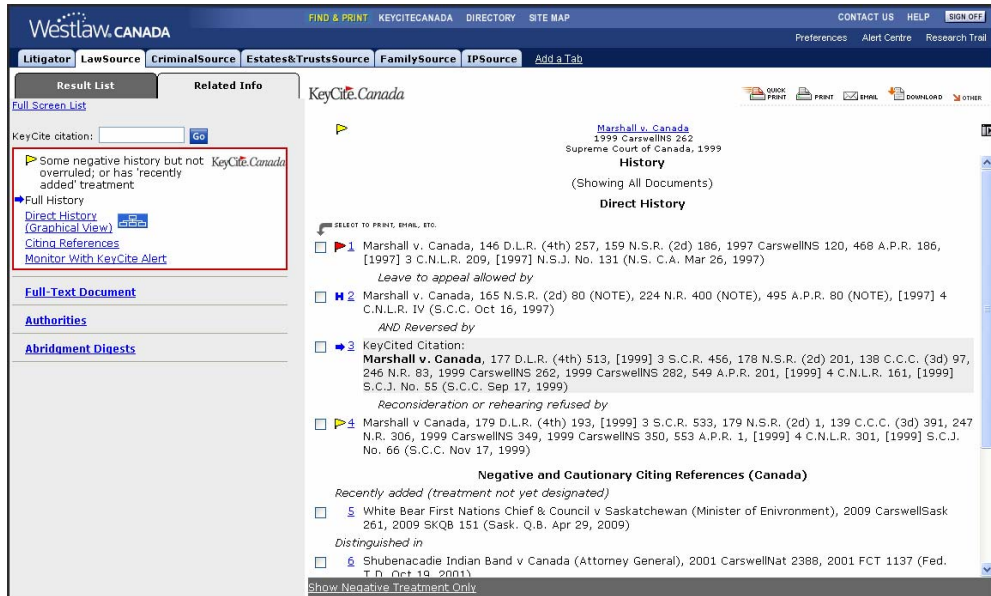 Westlaw. CANADA
FIND & PRINT KEYCITECANADA DIRECTORY SITE MAP
CONTACT US HELP SIGN OFF
Preferences Alert Centre Research Trail
Litigator LawSource CriminalSource Estates&TrustsSource FamilySource IPSource Add a Tab
Result List Related Info
Full Screen List
KeyCite citation: Go
Some negative history but not overruled; or has 'recently added' treatment
KeyCite.Canada
Full History
Direct History
(Graphical View)
Citing References
Monitor With KeyCite Alert
Full-Text Document
Authorities
Abridgment Digests
KeyCite.Canada
QUICK PRINT PRINT EMAIL DOWNLOAD OTHER
Marshall v. Canada
1999 CarswellNS 262
Supreme Court of Canada, 1999
History
(Showing All Documents)
Direct History
SELECT TO PRINT, EMAIL, ETC.
1 Marshall v. Canada, 146 D.L.R. (4th) 257, 159 N.S.R. (2d) 186, 1997 CarswellNS 120, 468 A.P.R. 186,
[1997] 3 C.N.L.R. 209, [1997] N.S.J. No. 131 (N.S. C.A. Mar 26, 1997)
Leave to appeal allowed by
H 2 Marshall v. Canada, 165 N.S.R. (2d) 80 (NOTE), 224 N.R. 400 (NOTE), 495 A.P.R. 80 (NOTE), [1997] 4
C.N.L.R. IV (S.C.C. Oct 16, 1997)
AND Reversed by
3 KeyCited Citation:
Marshall v. Canada, 177 D.L.R. (4th) 513, [1999] 3 S.C.R. 456, 178 N.S.R. (2d) 201, 138 C.C.C. (3d) 97,
246 N.R. 83, 1999 CarswellNS 262, 1999 CarswellNS 282, 549 A.P.R. 201, [1999] 4 C.N.L.R. 161, [1999]
S.C.J. No. 55 (S.C.C. Sep 17, 1999)
Reconsideration or rehearing refused by
4 Marshall v Canada, 179 D.L.R. (4th) 193, [1999] 3 S.C.R. 533, 179 N.S.R. (2d) 1, 139 C.C.C. (3d) 391, 247
N.R. 306, 1999 CarswellNS 349, 1999 CarswellNS 350, 553 A.P.R. 1, [1999] 4 C.N.L.R. 301, [1999] S.C.J.
No. 66 (S.C.C. Nov 17, 1999)
Negative and Cautionary Citing References (Canada)
Recently added (treatment not yet designated)
5 White Bear First Nations Chief & Council v Saskatchewan (Minister of Enivronment), 2009 CarswellSask
261, 2009 SKQB 151 (Sask. Q.B. Apr 29, 2009)
Distinguished in
6 Shubenacadie Indian Band v Canada (Attorney General), 2001 CarswellNat 2388, 2001 FCT 1137 (Fed.
T.D. Oct 19, 2001)
Show Negative Treatment Only